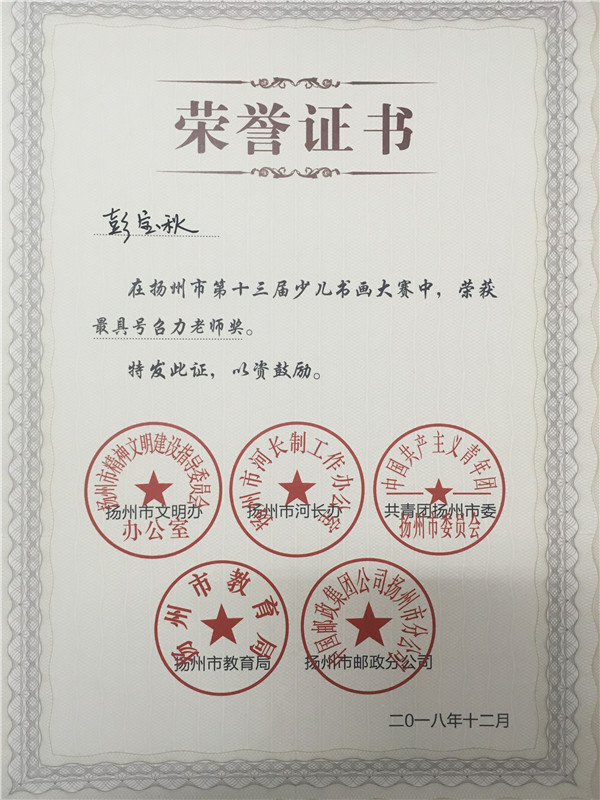 荣誉证书
彭宝秋
在扬州市第十三届少儿书画大赛中，荣获
最具号召力老师奖。
特发此证，以资鼓励。
扬州市精神文明建设指导委员会
办公室
扬州市文明办
扬州市河长制工作办公室
扬州市河长办
中国共产主义青年团
扬州市委员会
共青团扬州市委
扬州市教育局
扬州市教育局
中国邮政集团公司扬州市分公司
扬州市邮政分公司
二〇一八年十二月